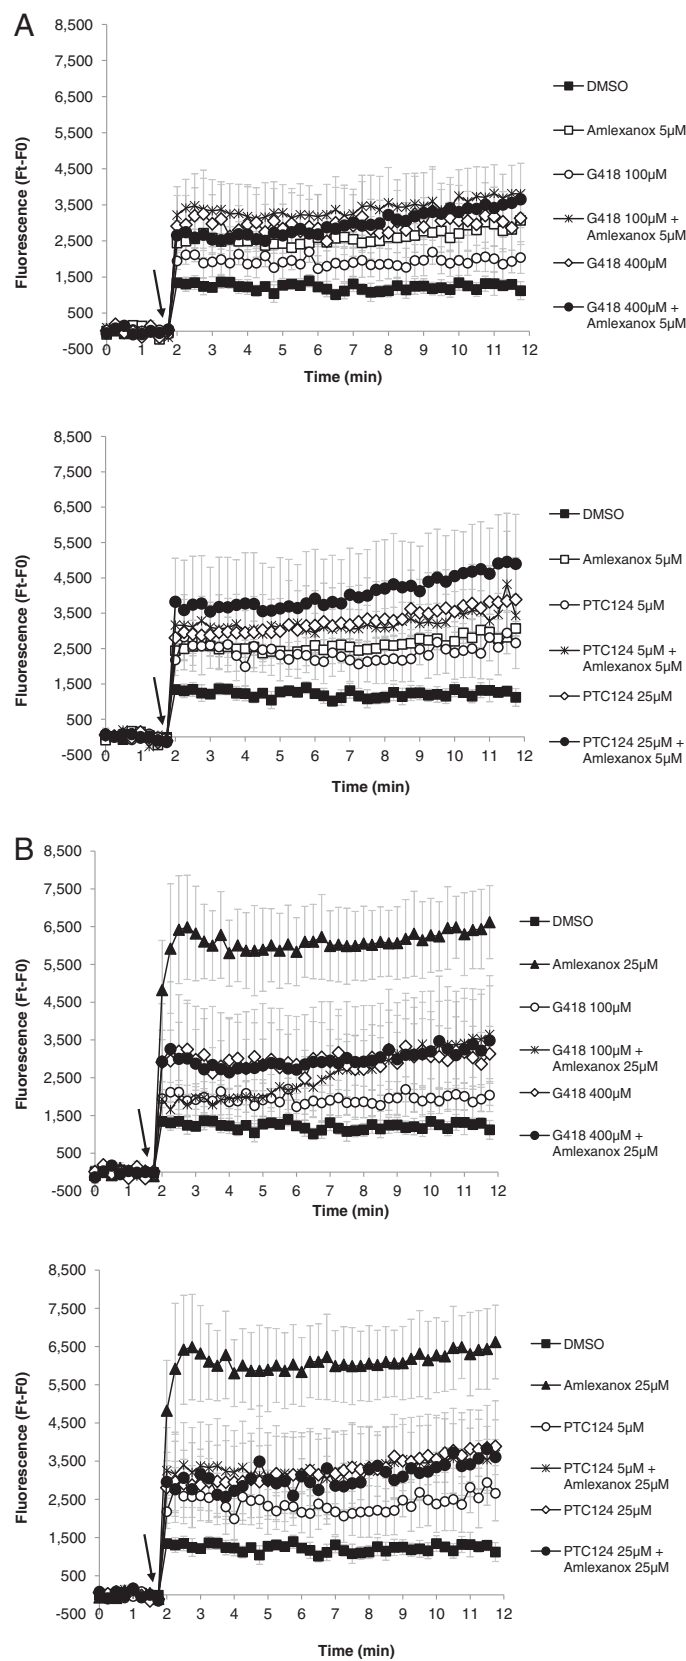 A
8,500
7,500
6,500
5,500
4,500
3,500
2,500
1,500
500
-500
Fluorescence (Ft-F0)
0 1 2 3 4 5 6 7 8 9 10 11 12
Time (min)
DMSO
Amlexanox 5µM
G418 100µM
G418 100µM +
Amlexanox 5µM
G418 400µM
G418 400µM +
Amlexanox 5µM
8,500
7,500
6,500
5,500
4,500
3,500
2,500
1,500
500
-500
Fluorescence (Ft-F0)
0 1 2 3 4 5 6 7 8 9 10 11 12
Time (min)
DMSO
Amlexanox 5µM
PTC124 5µM
PTC124 5µM +
Amlexanox 5µM
PTC124 25µM
PTC124 25µM +
Amlexanox 5µM
B
8,500
7,500
6,500
5,500
4,500
3,500
2,500
1,500
500
-500
Fluorescence (Ft-F0)
0 1 2 3 4 5 6 7 8 9 10 11 12
Time (min)
DMSO
Amlexanox 25µM
G418 100µM
G418 100µM +
Amlexanox 25µM
G418 400µM
G418 400µM +
Amlexanox 25µM
8,500
7,500
6,500
5,500
4,500
3,500
2,500
1,500
500
-500
Fluorescence (Ft-F0)
0 1 2 3 4 5 6 7 8 9 10 11 12
Time (min)
DMSO
Amlexanox 25µM
PTC124 5µM
PTC124 5µM +
Amlexanox 25µM
PTC124 25µM
PTC124 25µM +
Amlexanox 25µM